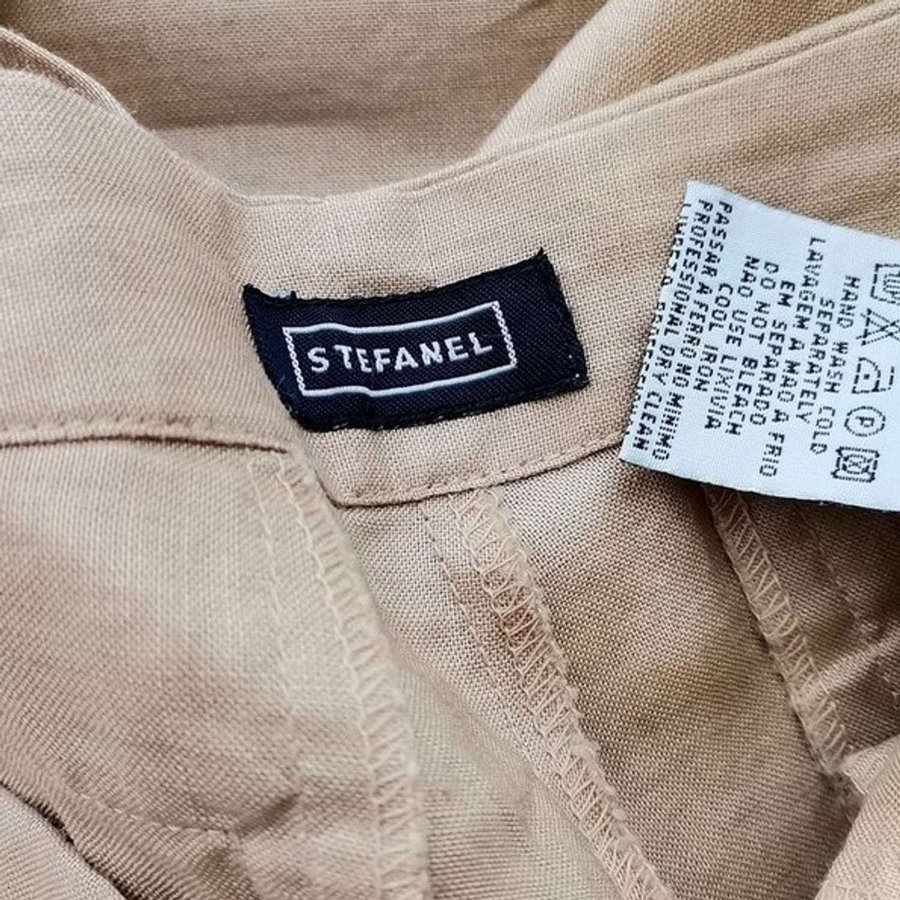 STEFANEL
HAND WASH COLD
SEPARATELY
LAVAGEM A MAO A FRIO
EM SEPARADO
DO NOT BLEACH
NAO USE LIXIVIA
COOL IRON
PASSAR A FERRO NO MINIMO
PROFESSIONAL DRY CLEAN